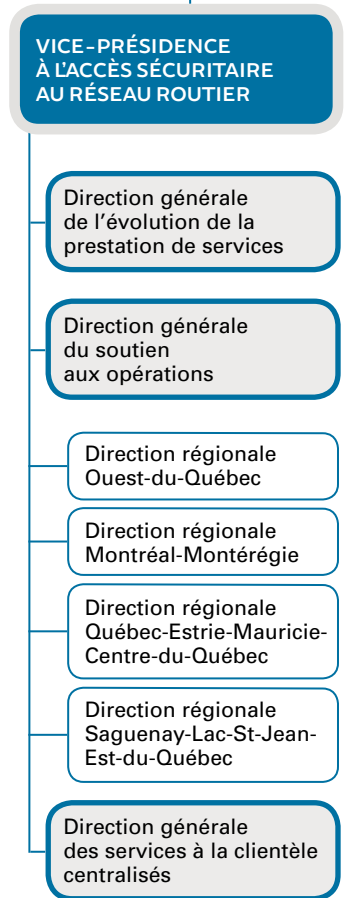 VICE-PRÉSIDENCE
À L'ACCÈS SÉCURITAIRE
AU RÉSEAU ROUTIER
Direction générale
de l'évolution de la
prestation de services
Direction générale
du soutien
aux opérations
Direction régionale
Ouest-du-Québec
Direction régionale
Montréal-Montérégie
Direction régionale
Québec-Estrie-Mauricie-
Centre-du-Québec
Direction régionale
Saguenay-Lac-St-Jean-
Est-du-Québec
Direction générale
des services à la clientèle
centralisés